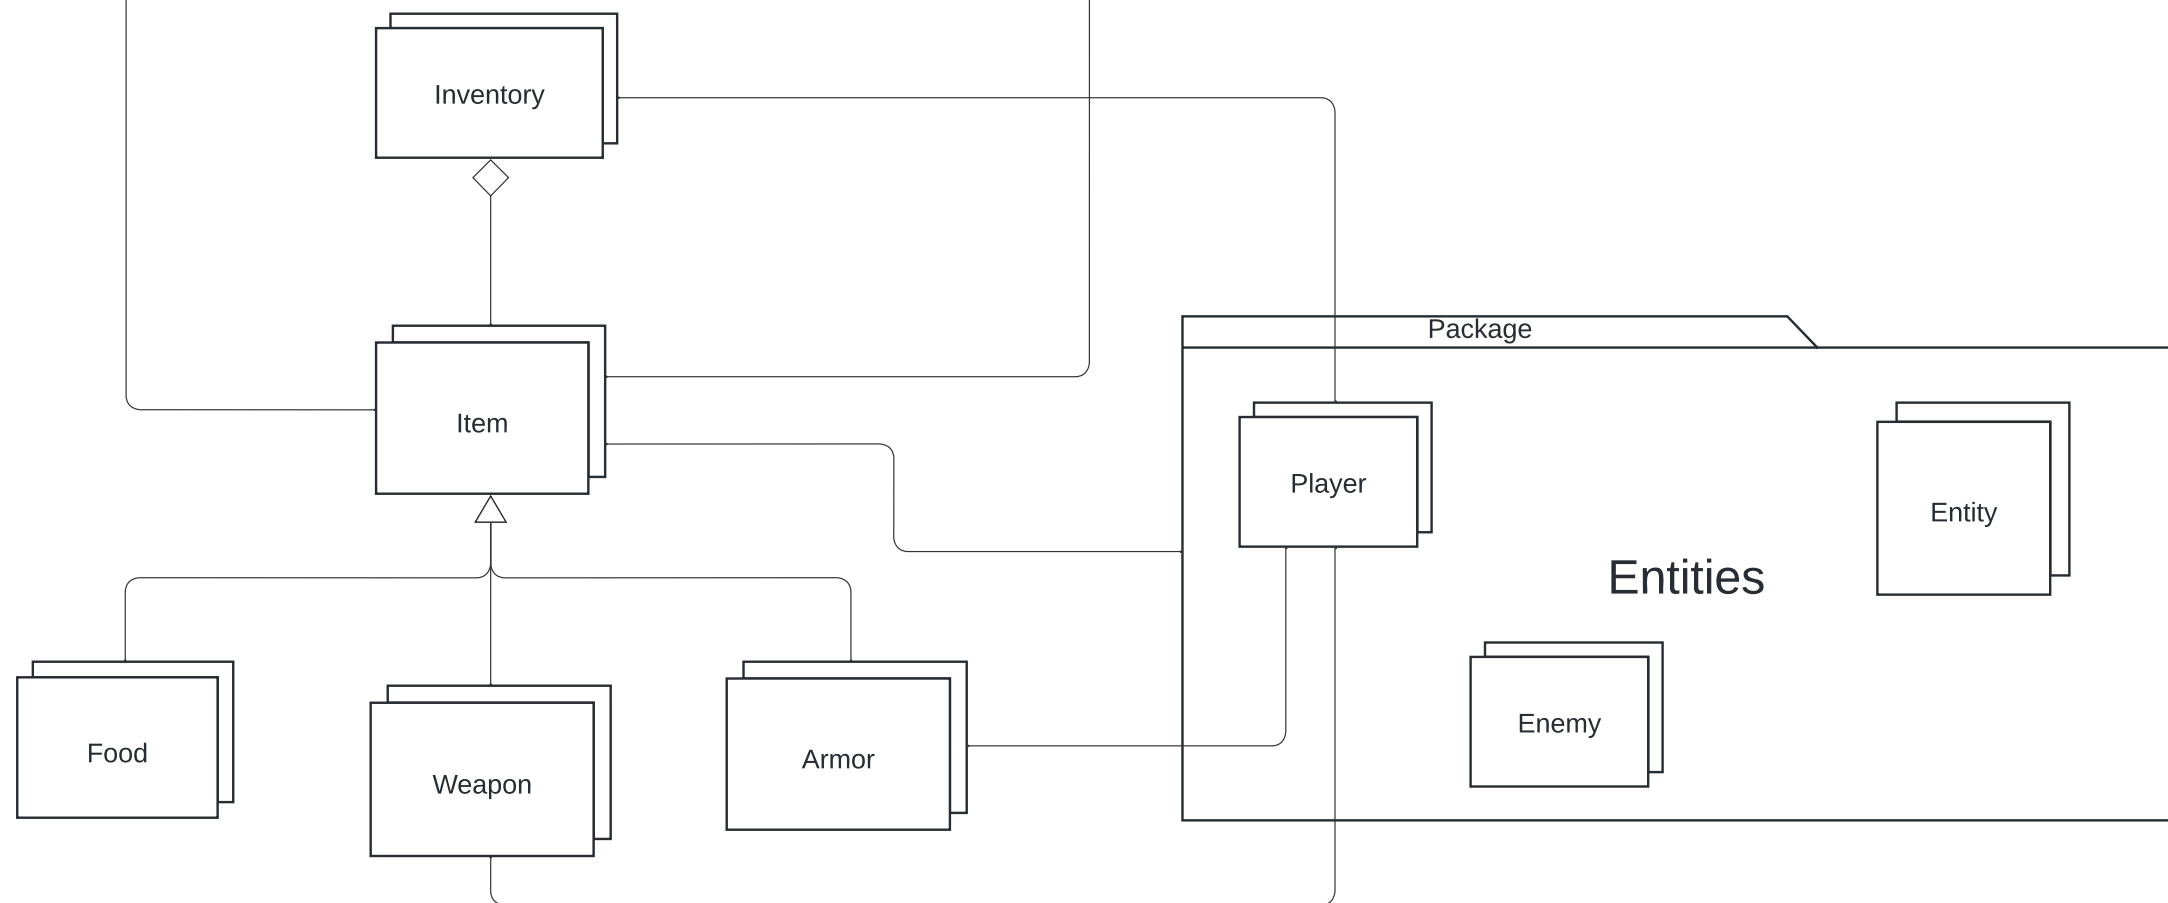 Inventory
Package
Item
Player
Entity
Entities
Enemy
Food
Weapon
Armor